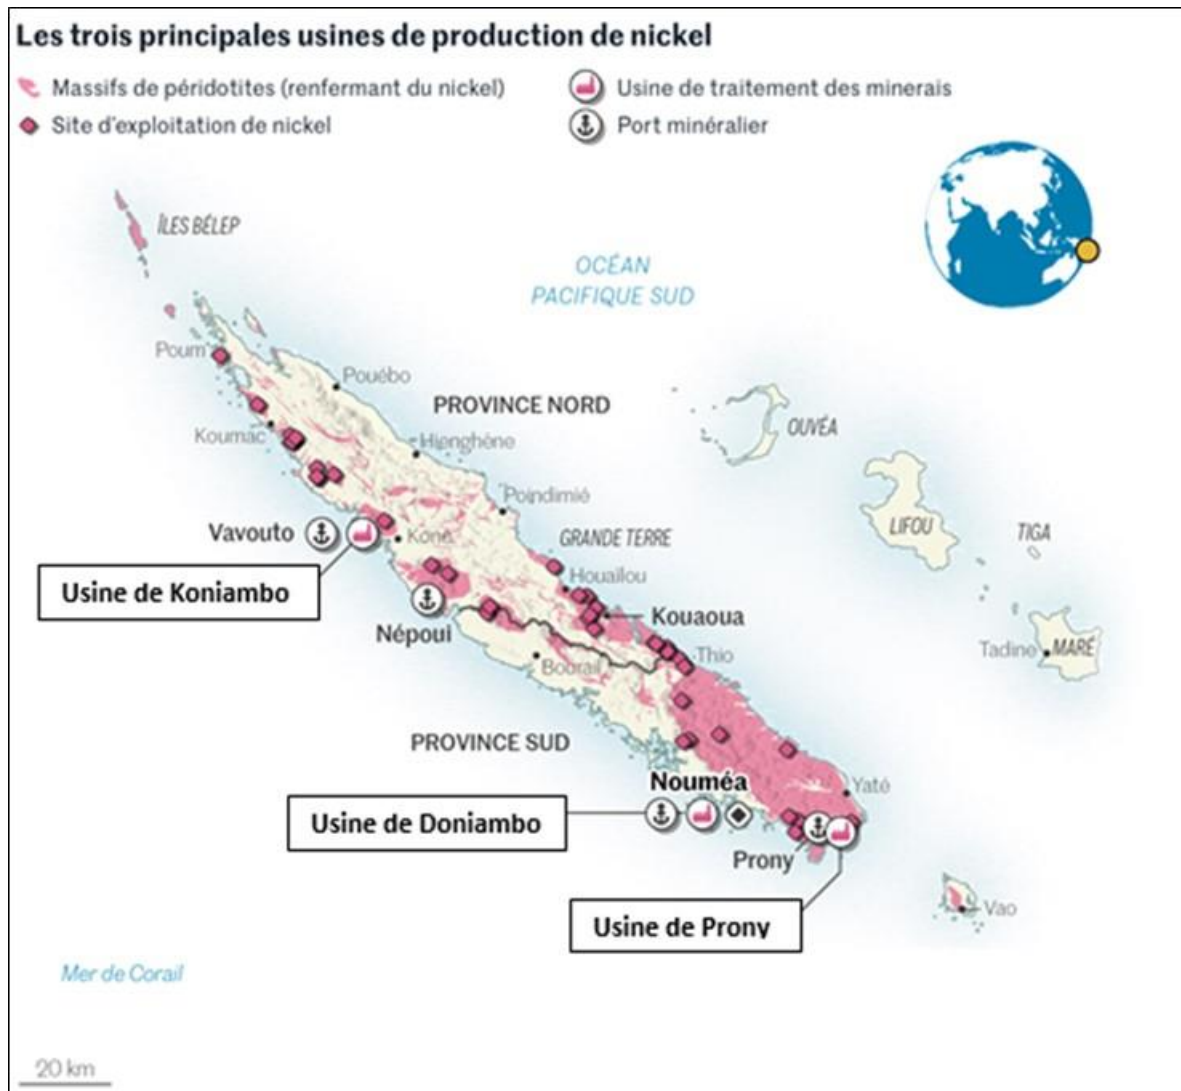 Les trois principales usines de production de nickel
Massifs de péridotites (renfermant du nickel)
Usine de traitement des minerais
Site d'exploitation de nickel
Port minéralier
ÎLES BÉLEP
OCÉAN
PACIFIQUE SUD
Poum
Pouébo
PROVINCE NORD
OUVÉA
Koumac
Hienghène
Poindimié
LIFOU
TIGA
Vavouto
Koné
GRANDE TERRE
Houaïlou
Usine de Koniambo
Kouaoua
Népoui
Thio
Tadine
MARÉ
Bourail
PROVINCE SUD
Nouméa
Yaté
Usine de Doniambo
Prony
Usine de Prony
Vao
Mer de Corail
20 km